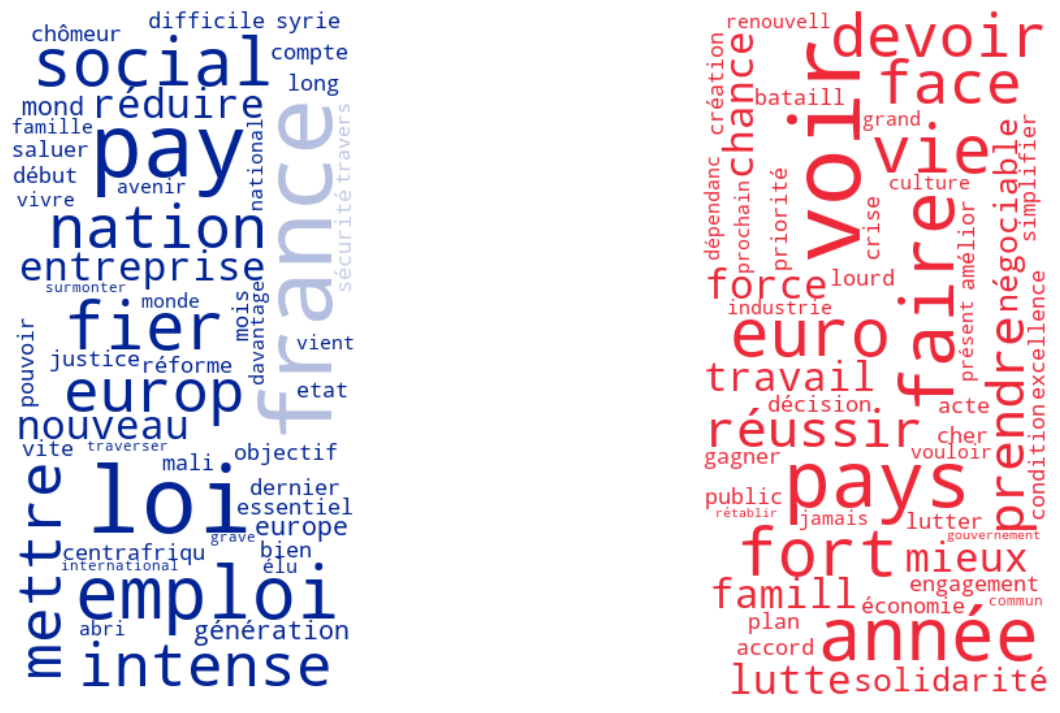 difficile syrie
chômeur
social
compte
long
mond
réduire
famille
pay
saluer
début
avenir
vivre
national
france
travers
sécurité
nation
entreprise
surmonter
monde
fier
mois
davantage
vient
pouvoir
justice
réforme
europ
etat
nouveau
vite
traverser
mali
objectif
mettre
loi
dernier
essentiel
europe
grave
centrafriqu
bien
international
élu
emploi
abri
génération
intense
renouvell
devoir
création
chance
voir
face
bataill
grand
vie
culture
négociable
simplifier
dépendanc
prochain
priorité
crise
faire
amélior
présent
force
lourd
industrie
euro
travail
prendre
excellence
condition
décision
acte
réussir
cher
vouloir
gagner
pays
public
rétablir
jamais
lutter
gouvernement
fort
mieux
famill
engagement
économie
commun
plan
année
accord
lutte
solidarité